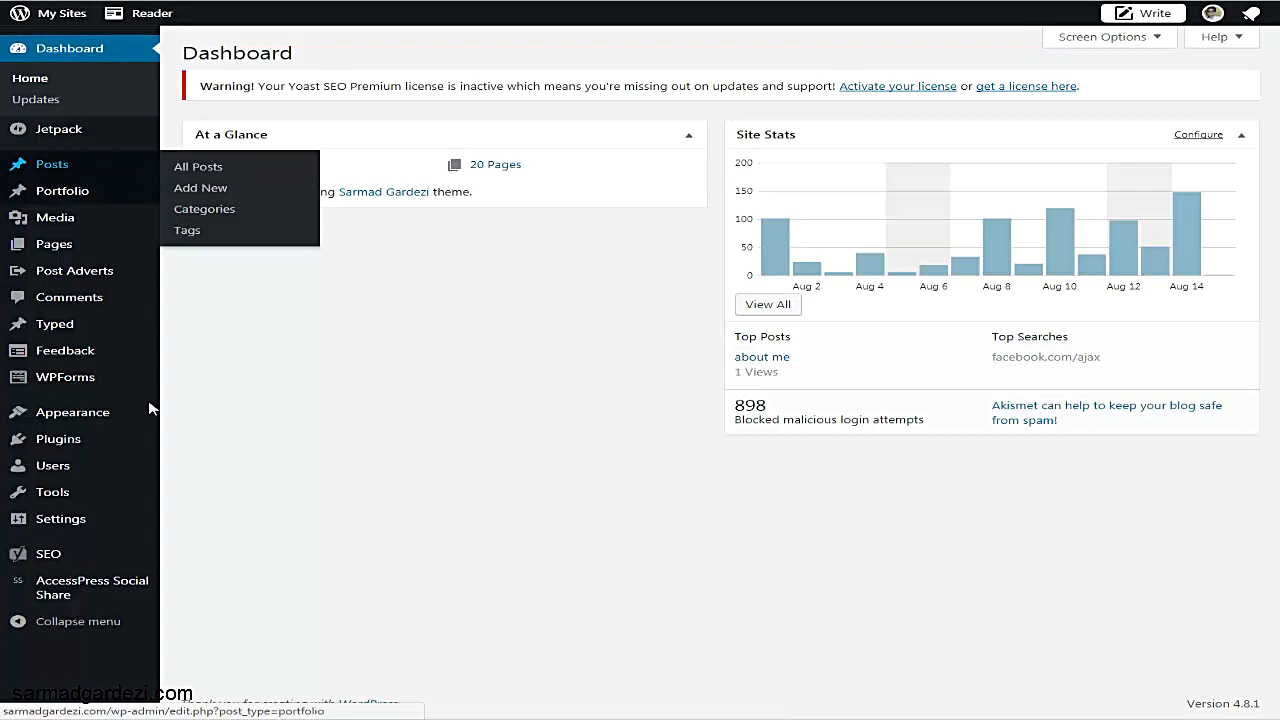 My Sites
Reader
Write
Dashboard
Home
Updates
Jetpack
Posts
Portfolio
Media
Pages
Post Adverts
Comments
Typed
Feedback
WPForms
Appearance
Plugins
Users
Tools
Settings
SEO
SS AccessPress Social
Share
Collapse menu
All Posts
Add New
Categories
Tags
Dashboard
Screen Options
Help
Warning! Your Yoast SEO Premium license is inactive which means you're missing out on updates and support! Activate your license or get a license here.
At a Glance
20 Pages
ng Sarmad Gardezi theme.
Site Stats
Configure
200
150
100
50
0
Aug 2 Aug 4 Aug 6 Aug 8 Aug 10 Aug 12 Aug 14
View All
Top Posts
about me
1 Views
Top Searches
facebook.com/ajax
898
Blocked malicious login attempts
Akismet can help to keep your blog safe
from spam!
sarmadgardezi.com
sarmadgardezi.com/wp-admin/edit.php?post_type=portfolio
Version 4.8.1